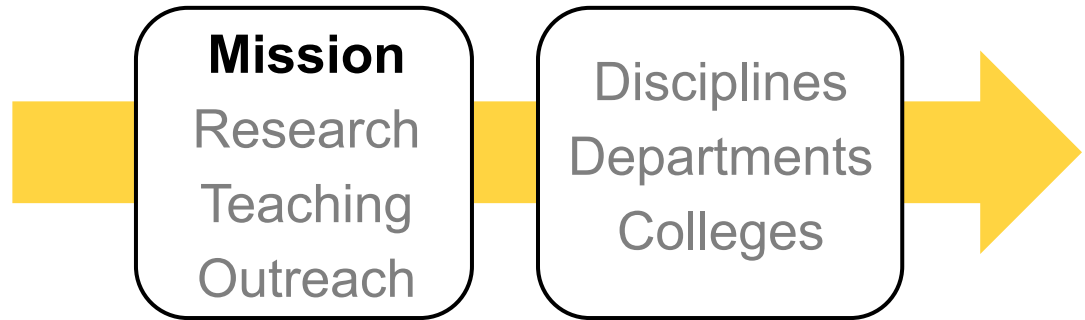 Mission
Research
Teaching
Outreach
Disciplines
Departments
Colleges